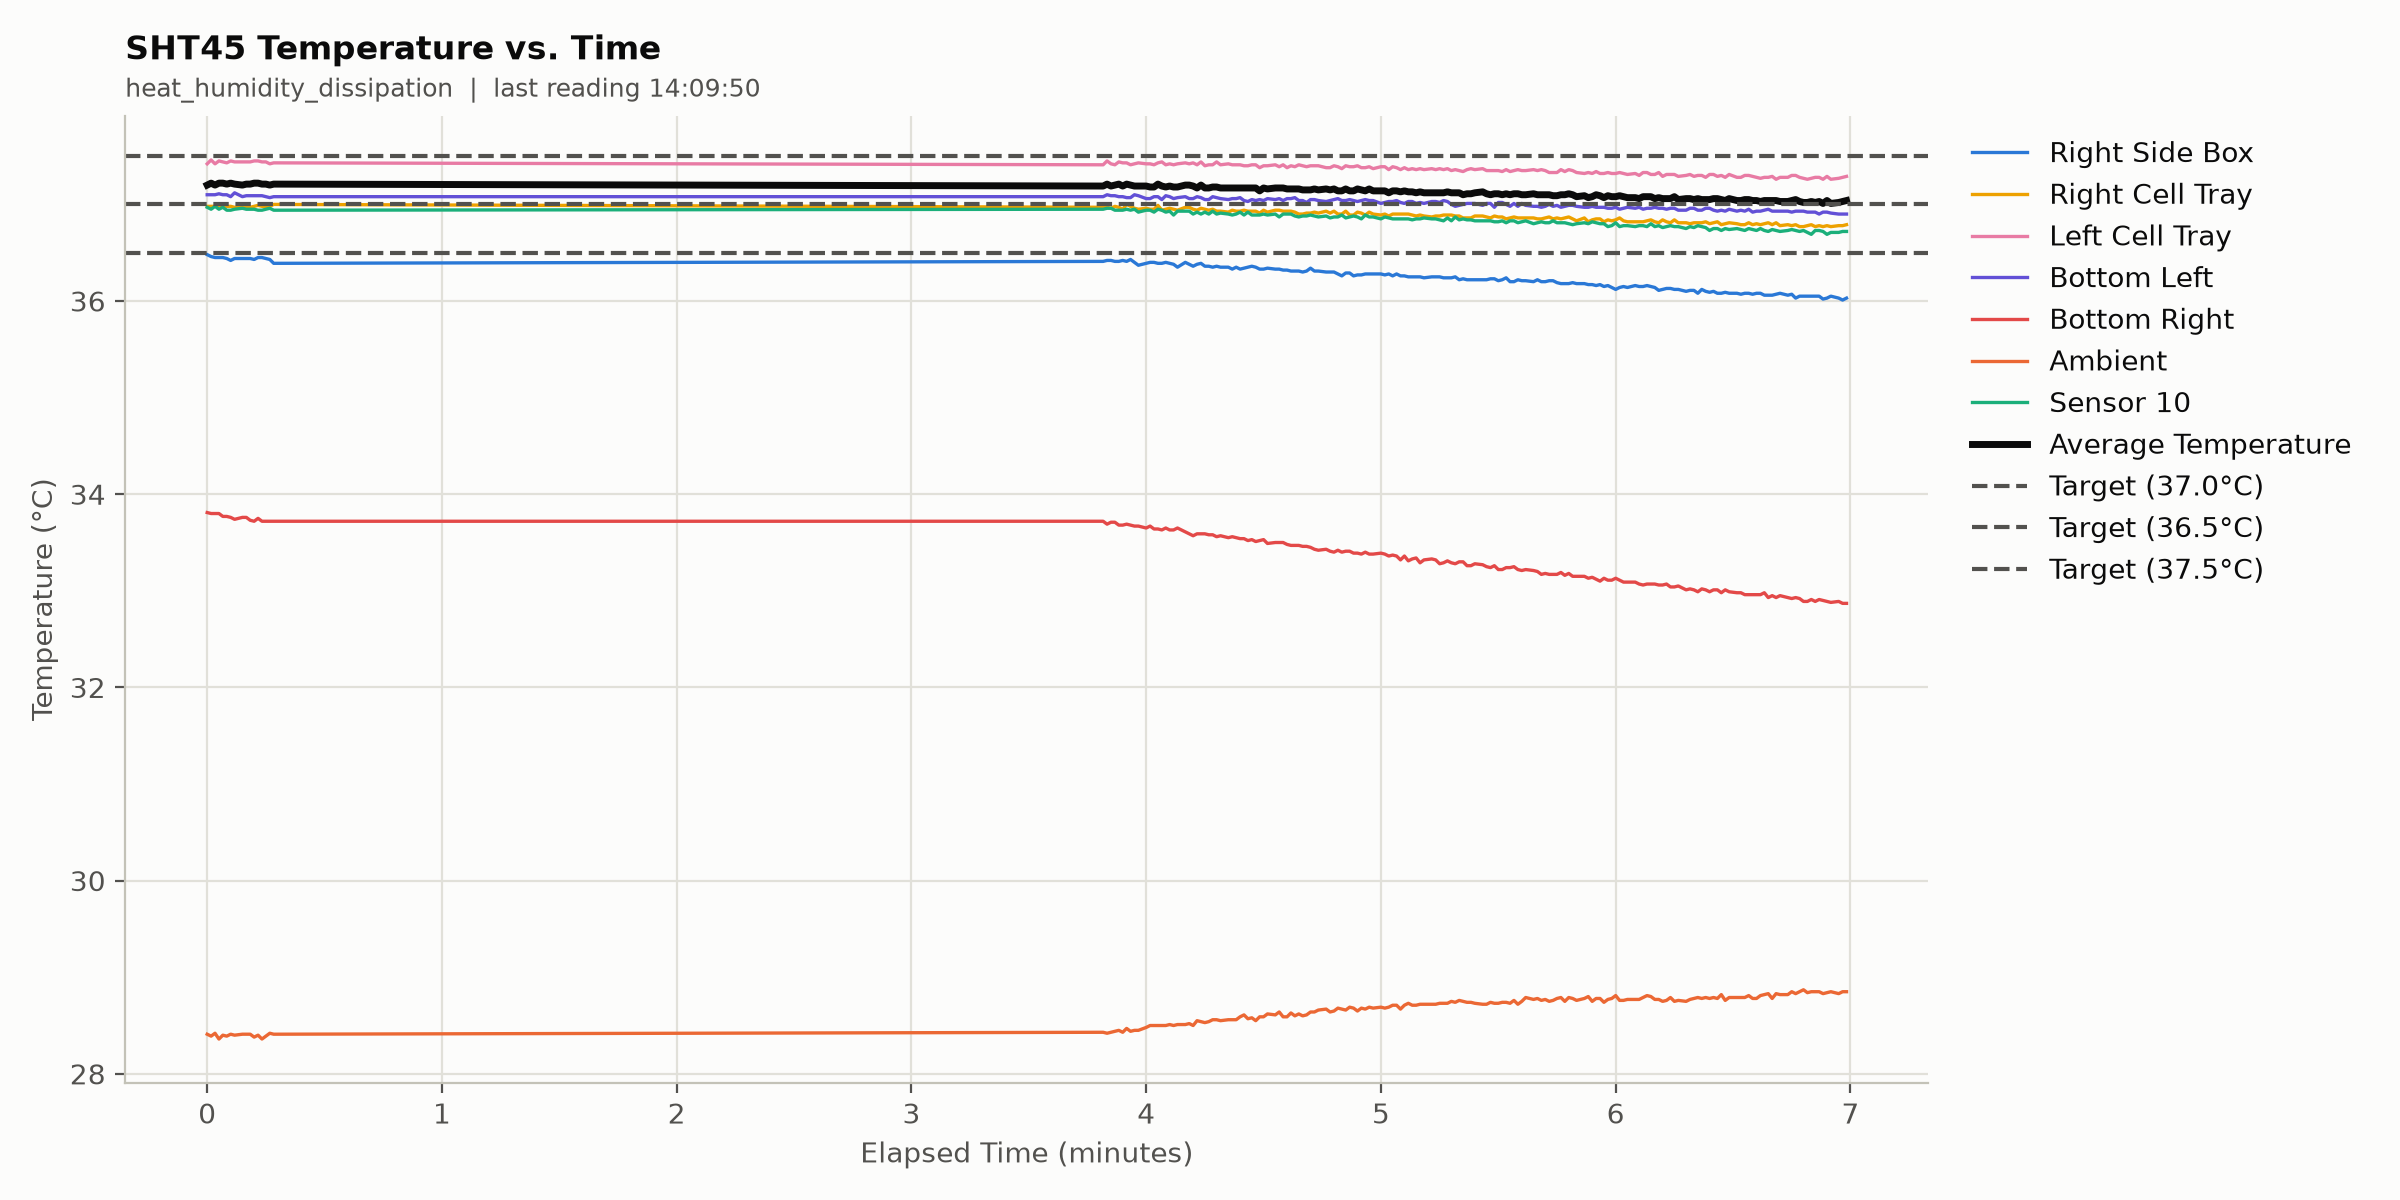 SHT45 Temperature vs. Time
heat_humidity_dissipation | last reading 14:09:50
Right Side Box
Right Cell Tray
Left Cell Tray
Bottom Left
Bottom Right
Ambient
Sensor 10
Average Temperature
Target (37.0°C)
Target (36.5°C)
Target (37.5°C)
Temperature (°C)
36
34
32
30
28
0 1 2 3 4 5 6 7
Elapsed Time (minutes)